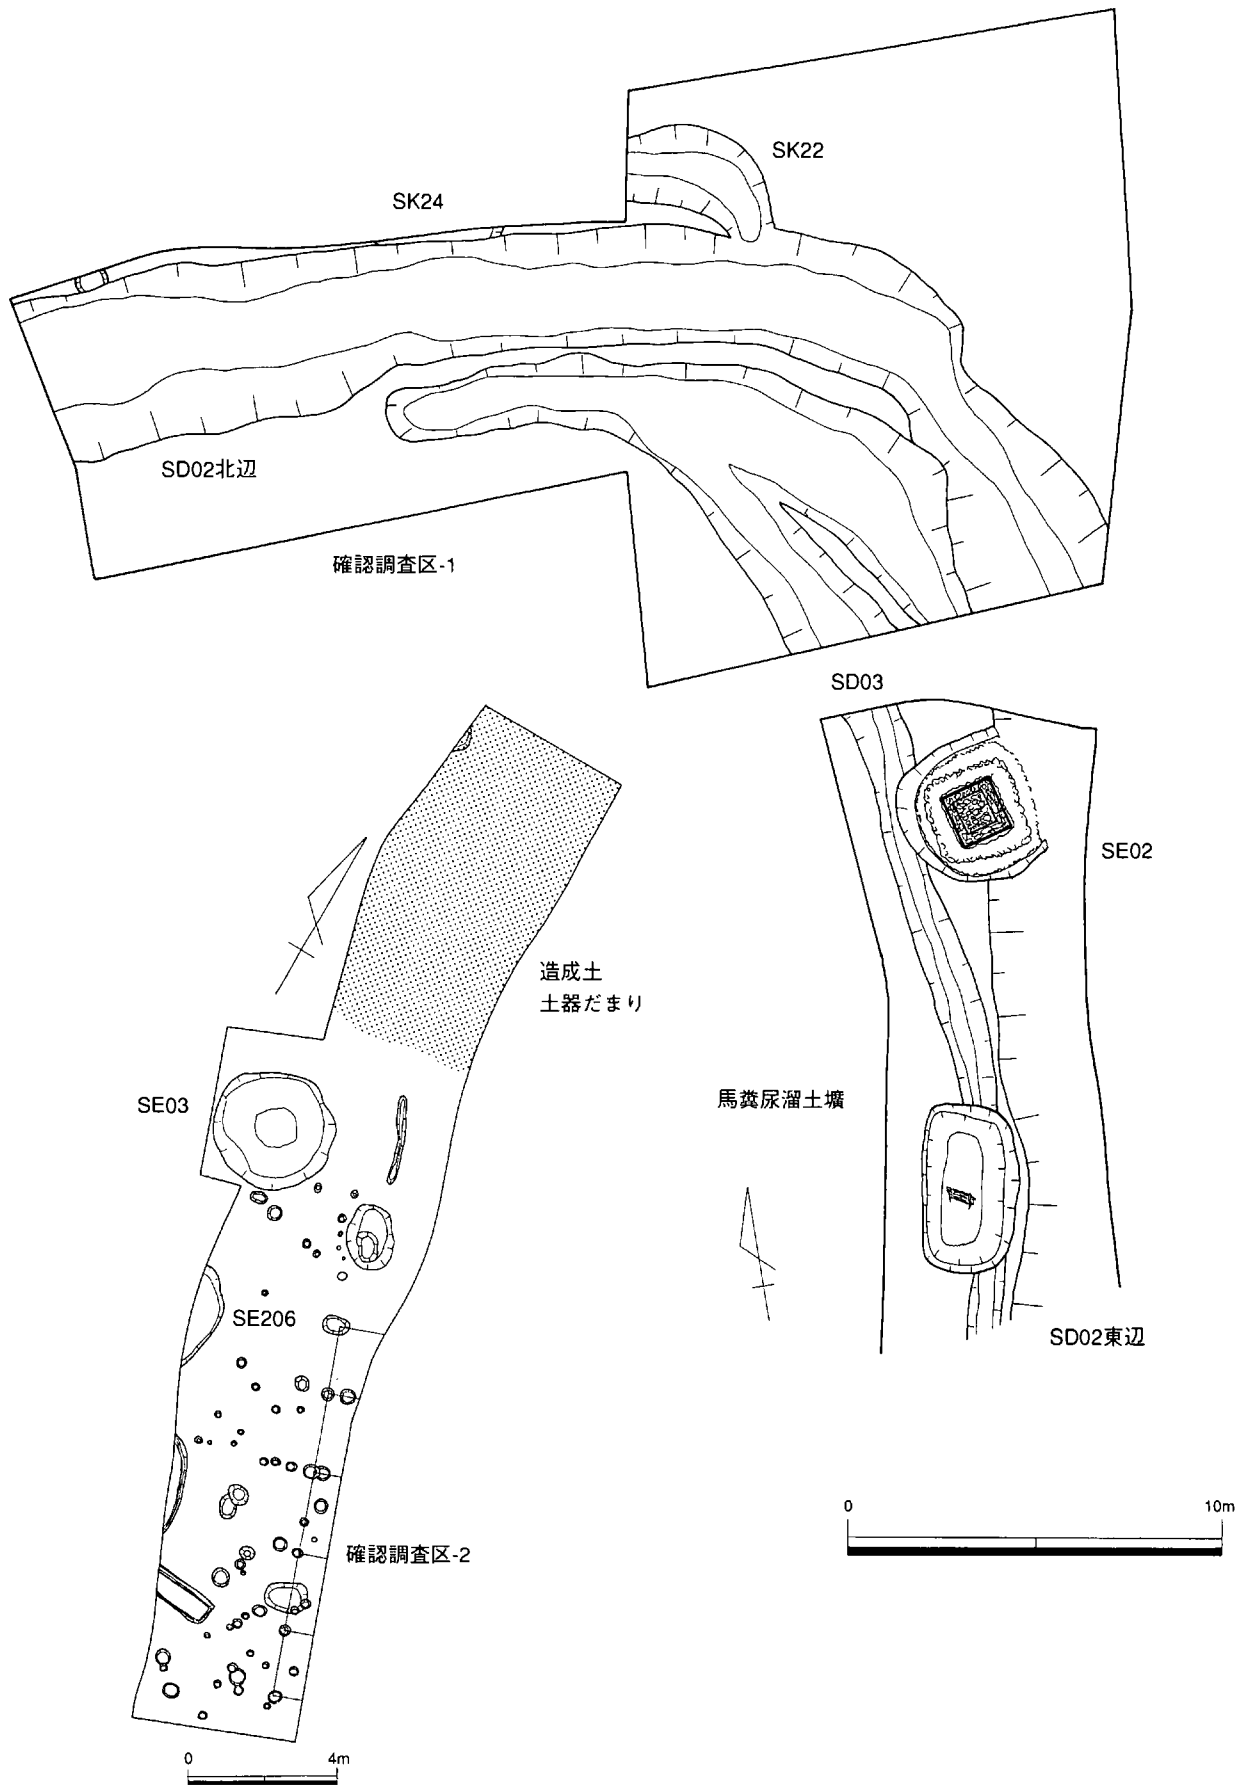 SK22
SK24
SD02北辺
確認調査区-1
SD03
SE02
造成土
土器だまり
SE03
馬糞尿溜土壙
SE206
SD02東辺
0 10m
確認調査区-2
0 4m